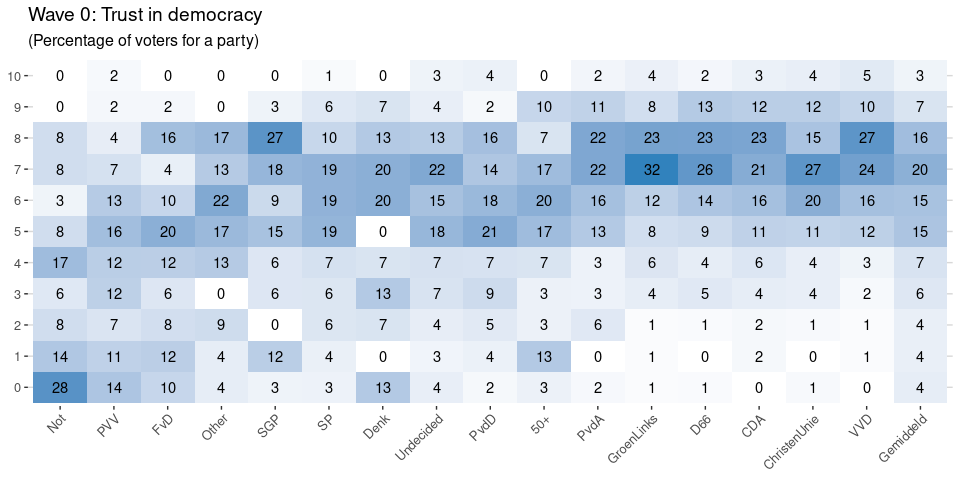 Wave 0: Trust in democracy
(Percentage of voters for a party)
10 0 2 0 0 0 1 0 3 4 0 2 4 2 3 4 5 3
9 0 2 2 0 3 6 7 4 2 10 11 8 13 12 12 10 7
8 8 4 16 17 27 10 13 13 16 7 22 23 23 23 15 27 16
7 8 7 4 13 18 19 20 22 14 17 22 32 26 21 27 24 20
6 3 13 10 22 9 19 20 15 18 20 16 12 14 16 20 16 15
5 8 16 20 17 15 19 0 18 21 17 13 8 9 11 11 12 15
4 17 12 12 13 6 7 7 7 7 7 3 6 4 6 4 3 7
3 6 12 6 0 6 6 13 7 9 3 3 4 5 4 4 2 6
2 8 7 8 9 0 6 7 4 5 3 6 1 1 2 1 1 4
1 14 11 12 4 12 4 0 3 4 13 0 1 0 2 0 1 4
0 28 14 10 4 3 3 13 4 2 3 2 1 1 0 1 0 4
Not PVV FvD Other SGP SP Denk Undecided PvdD 50+ PvdA GroenLinks D66 CDA ChristenUnie VVD Gemiddeld